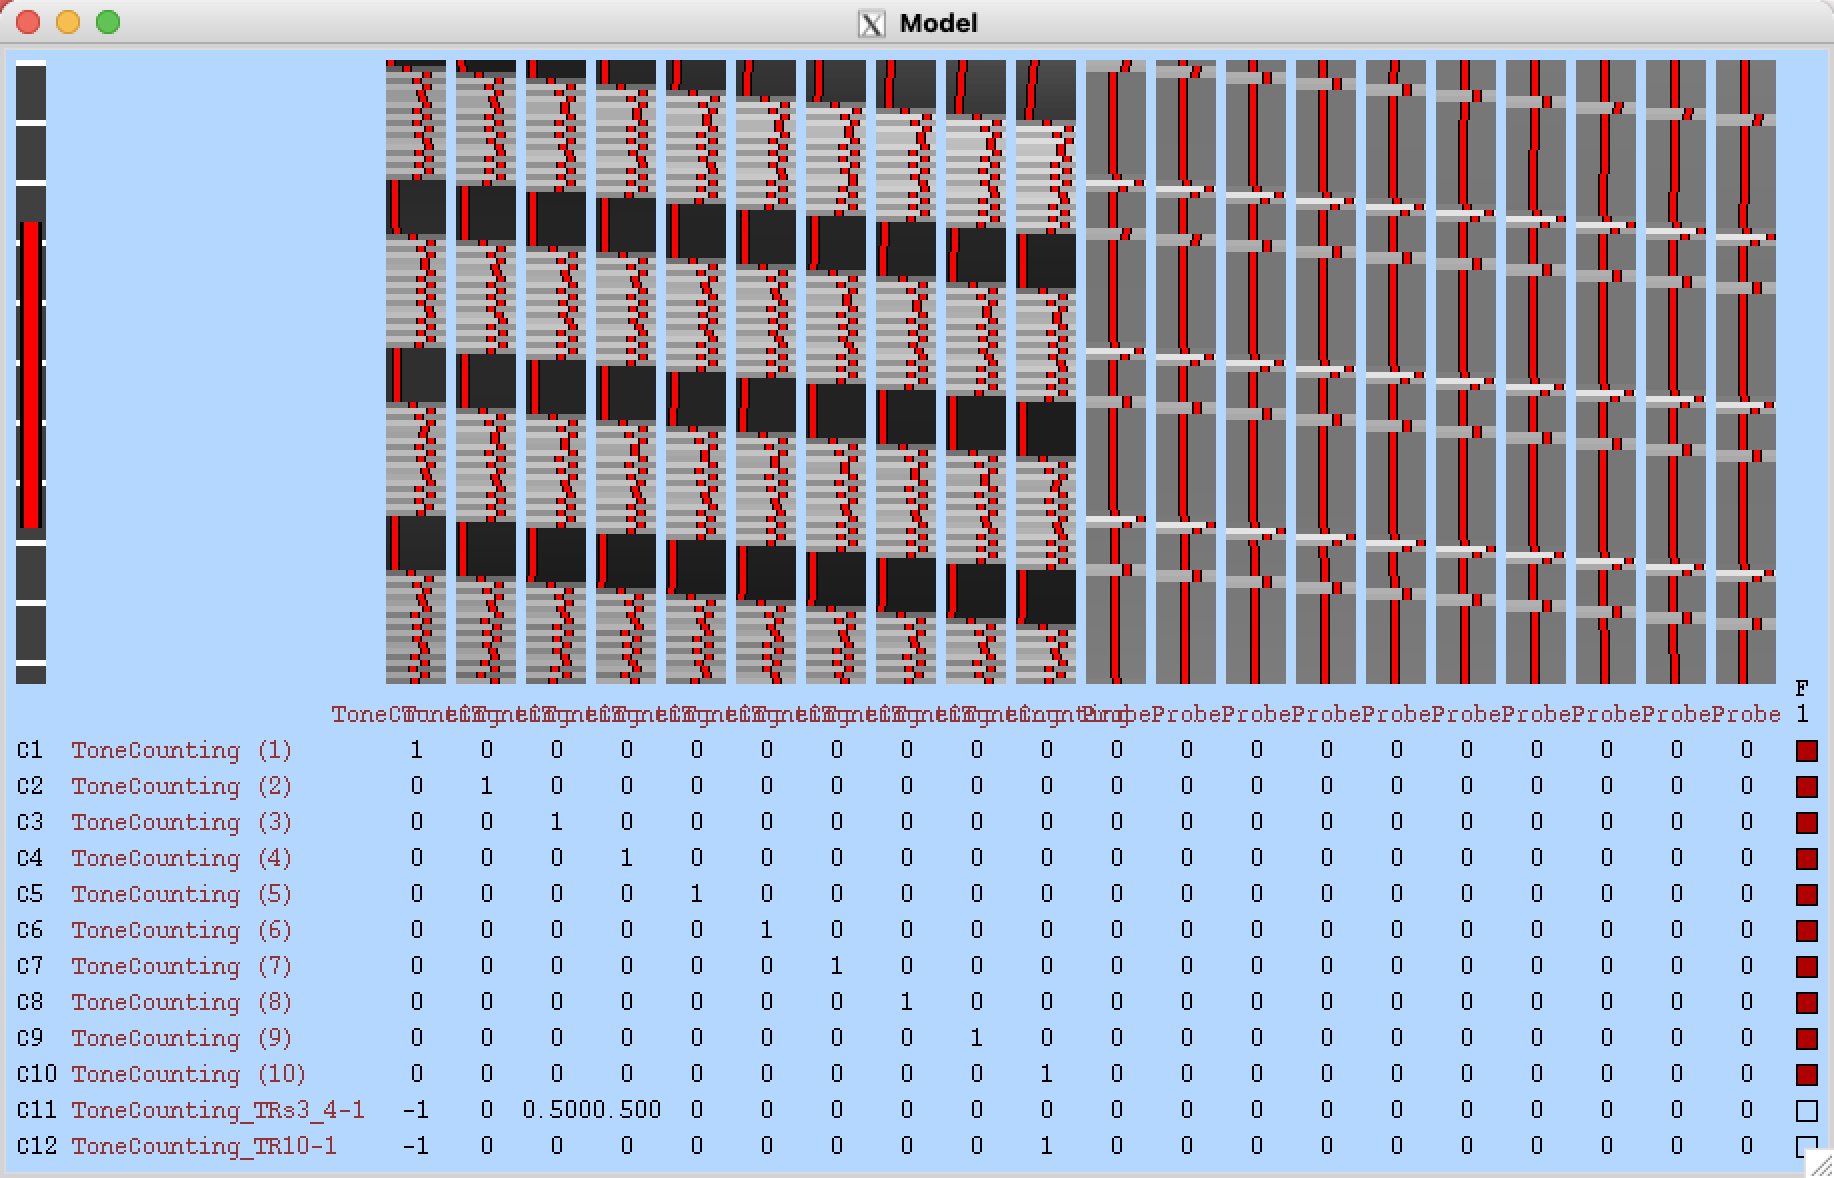 Model
F
Probe Probe Probe Probe Probe Probe Probe Probe Probe 1
C1 ToneCounting (1) 1 0 0 0 0 0 0 0 0 0 0 0 0 0 0 0 0 0 0 0
C2 ToneCounting (2) 0 1 0 0 0 0 0 0 0 0 0 0 0 0 0 0 0 0 0 0
C3 ToneCounting (3) 0 0 1 0 0 0 0 0 0 0 0 0 0 0 0 0 0 0 0 0
C4 ToneCounting (4) 0 0 0 1 0 0 0 0 0 0 0 0 0 0 0 0 0 0 0 0
C5 ToneCounting (5) 0 0 0 0 1 0 0 0 0 0 0 0 0 0 0 0 0 0 0 0
C6 ToneCounting (6) 0 0 0 0 0 1 0 0 0 0 0 0 0 0 0 0 0 0 0 0
C7 ToneCounting (7) 0 0 0 0 0 0 1 0 0 0 0 0 0 0 0 0 0 0 0 0
C8 ToneCounting (8) 0 0 0 0 0 0 0 1 0 0 0 0 0 0 0 0 0 0 0 0
C9 ToneCounting (9) 0 0 0 0 0 0 0 0 1 0 0 0 0 0 0 0 0 0 0 0
C10 ToneCounting (10) 0 0 0 0 0 0 0 0 0 1 0 0 0 0 0 0 0 0 0 0
C11 ToneCounting_TRs3_4-1 -1 0 0.500 0.500 0 0 0 0 0 0 0 0 0 0 0 0 0 0 0 0
C12 ToneCounting_TR10-1 -1 0 0 0 0 0 0 0 0 1 0 0 0 0 0 0 0 0 0 0